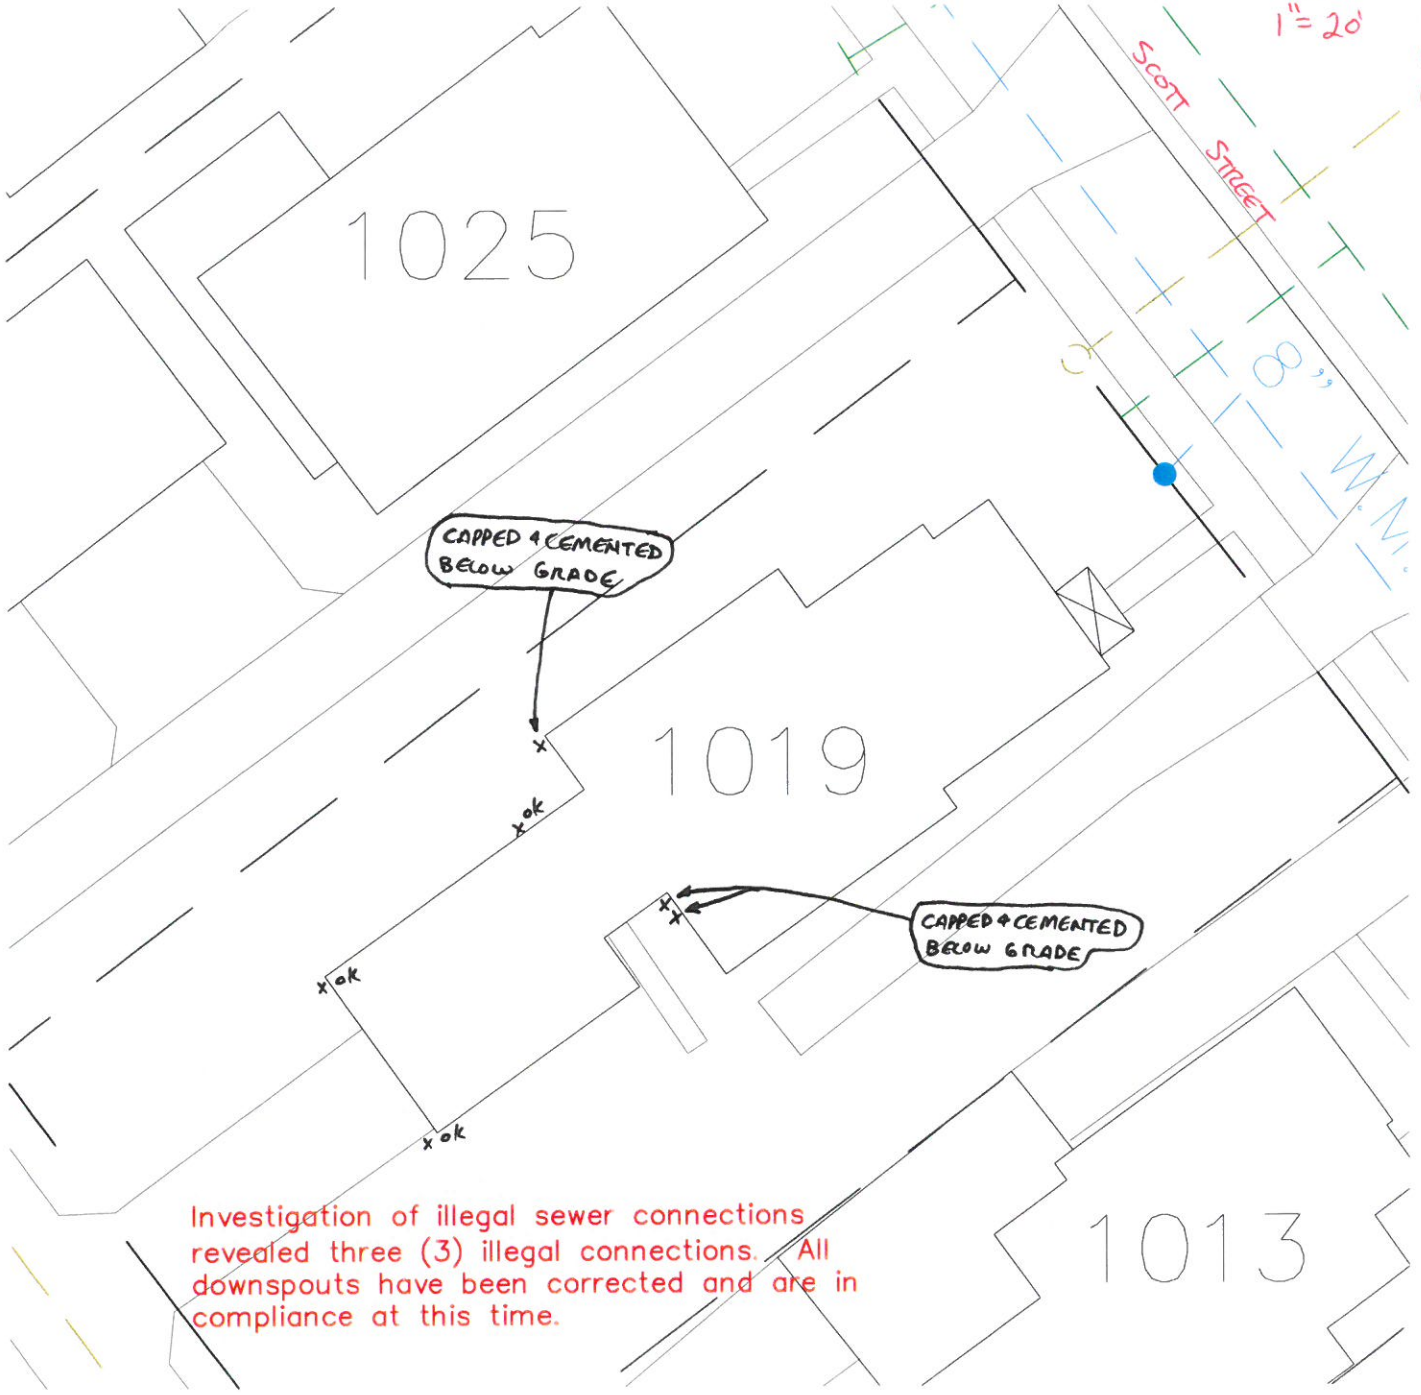 1"= 20'
SCOTT
STREET
1025
8" W.M.
CAPPED & CEMENTED
BELOW GRADE
1019
ok
ok
CAPPED & CEMENTED
BELOW GRADE
ok
Investigation of illegal sewer connections
revealed three (3) illegal connections. All
downspouts have been corrected and are in
compliance at this time.
1013